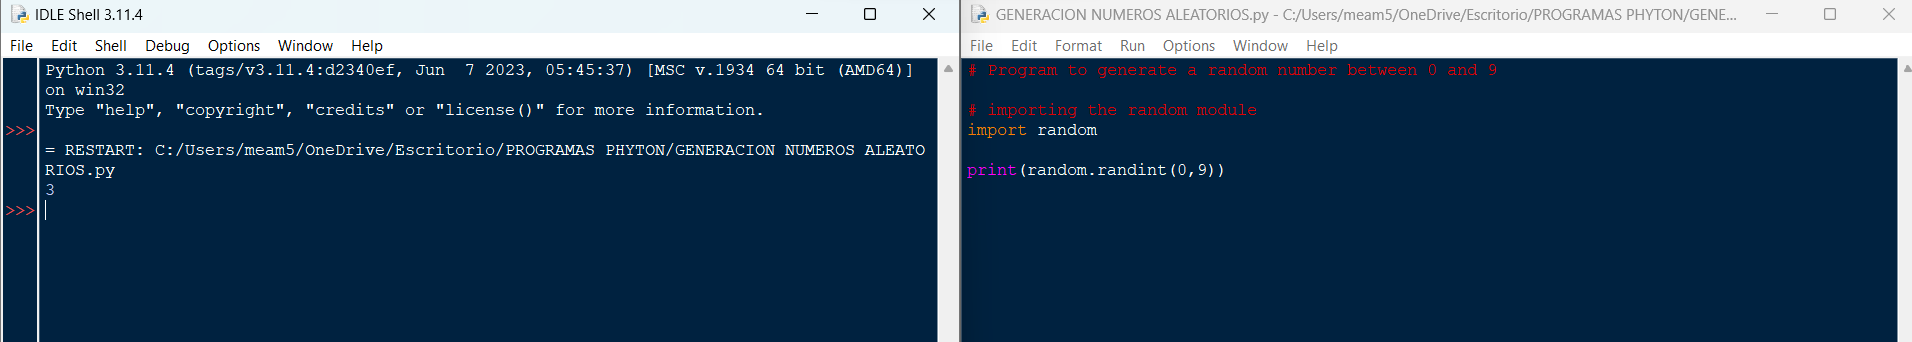 IDLE Shell 3.11.4
File Edit Shell Debug Options Window Help
Python 3.11.4 (tags/v3.11.4:d2340ef, Jun  7 2023, 05:45:37) [MSC v.1934 64 bit (AMD64)]
on win32
Type "help", "copyright", "credits" or "license()" for more information.
>>>
= RESTART: C:/Users/meam5/OneDrive/Escritorio/PROGRAMAS PHYTON/GENERACION NUMEROS ALEATO
RIOS.py
3
>>>
GENERACION NUMEROS ALEATORIOS.py - C:/Users/meam5/OneDrive/Escritorio/PROGRAMAS PHYTON/GENE...
File Edit Format Run Options Window Help
# Program to generate a random number between 0 and 9
# importing the random module
import random
print(random.randint(0,9))